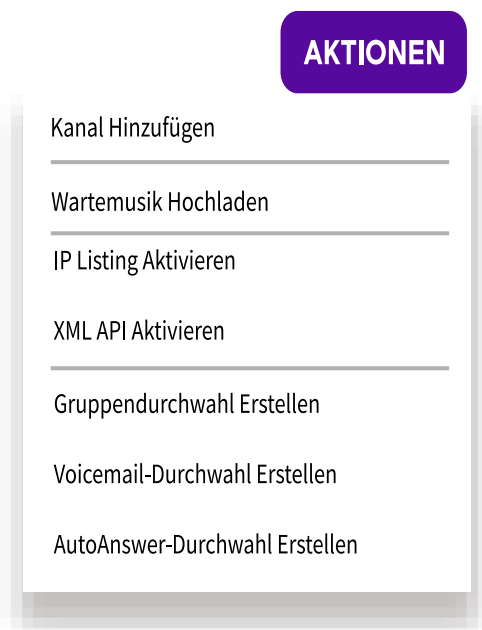 AKTIONEN
Kanal Hinzufügen
Wartemusik Hochladen
IP Listing Aktivieren
XML API Aktivieren
Gruppendurchwahl Erstellen
Voicemail-Durchwahl Erstellen
AutoAnswer-Durchwahl Erstellen